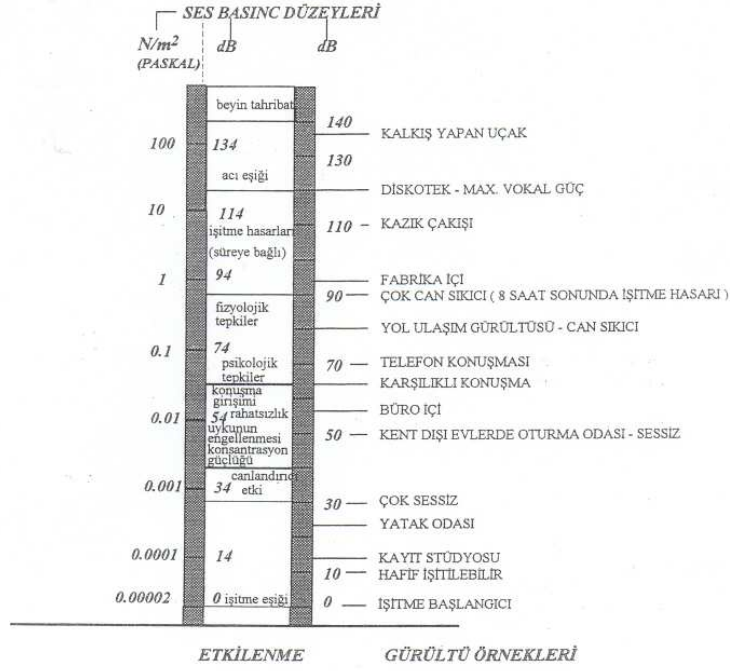 SES BASINC DÜZEYLERİ
N/m² dB dB
(PASKAL)
beyin tahribatı
140
KALKIŞ YAPAN UÇAK
100 134
130
acı eşiği
DİSKOTEK - MAX. VOKAL GÜÇ
10 114
110 KAZIK ÇAKIŞI
işitme hasarları
(süreye bağlı)
1 94 FABRİKA İÇİ
90 ÇOK CAN SIKICI ( 8 SAAT SONUNDA İŞİTME HASARI )
fizyolojik
tepkiler
YOL ULAŞIM GÜRÜLTÜSÜ - CAN SIKICI
0.1 74
psikolojik 70 TELEFON KONUŞMASI
tepkiler
KARŞILIKLI KONUŞMA
konuşma
girişimi
BÜRO İÇİ
0.01 54 rahatsızlık
uykunun 50 KENT DIŞI EVLERDE OTURMA ODASI - SESSİZ
engellenmesi
konsantrasyon
güçlüğü
canlandırıcı
0.001 34 etki
30 ÇOK SESSİZ
YATAK ODASI
0.0001 14 KAYIT STÜDYOSU
10 HAFİF İŞİTİLEBİLİR
0.00002 0 işitme eşiği 0 İŞİTME BAŞLANGICI
ETKİLENME GÜRÜLTÜ ÖRNEKLERİ